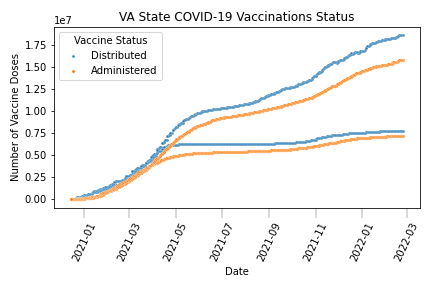 VA State COVID-19 Vaccinations Status
1e7
Vaccine Status
Distributed
Administered
Number of Vaccine Doses
1.75
1.50
1.25
1.00
0.75
0.50
0.25
0.00
2021-01
2021-03
2021-05
2021-07
2021-09
2021-11
2022-01
2022-03
Date